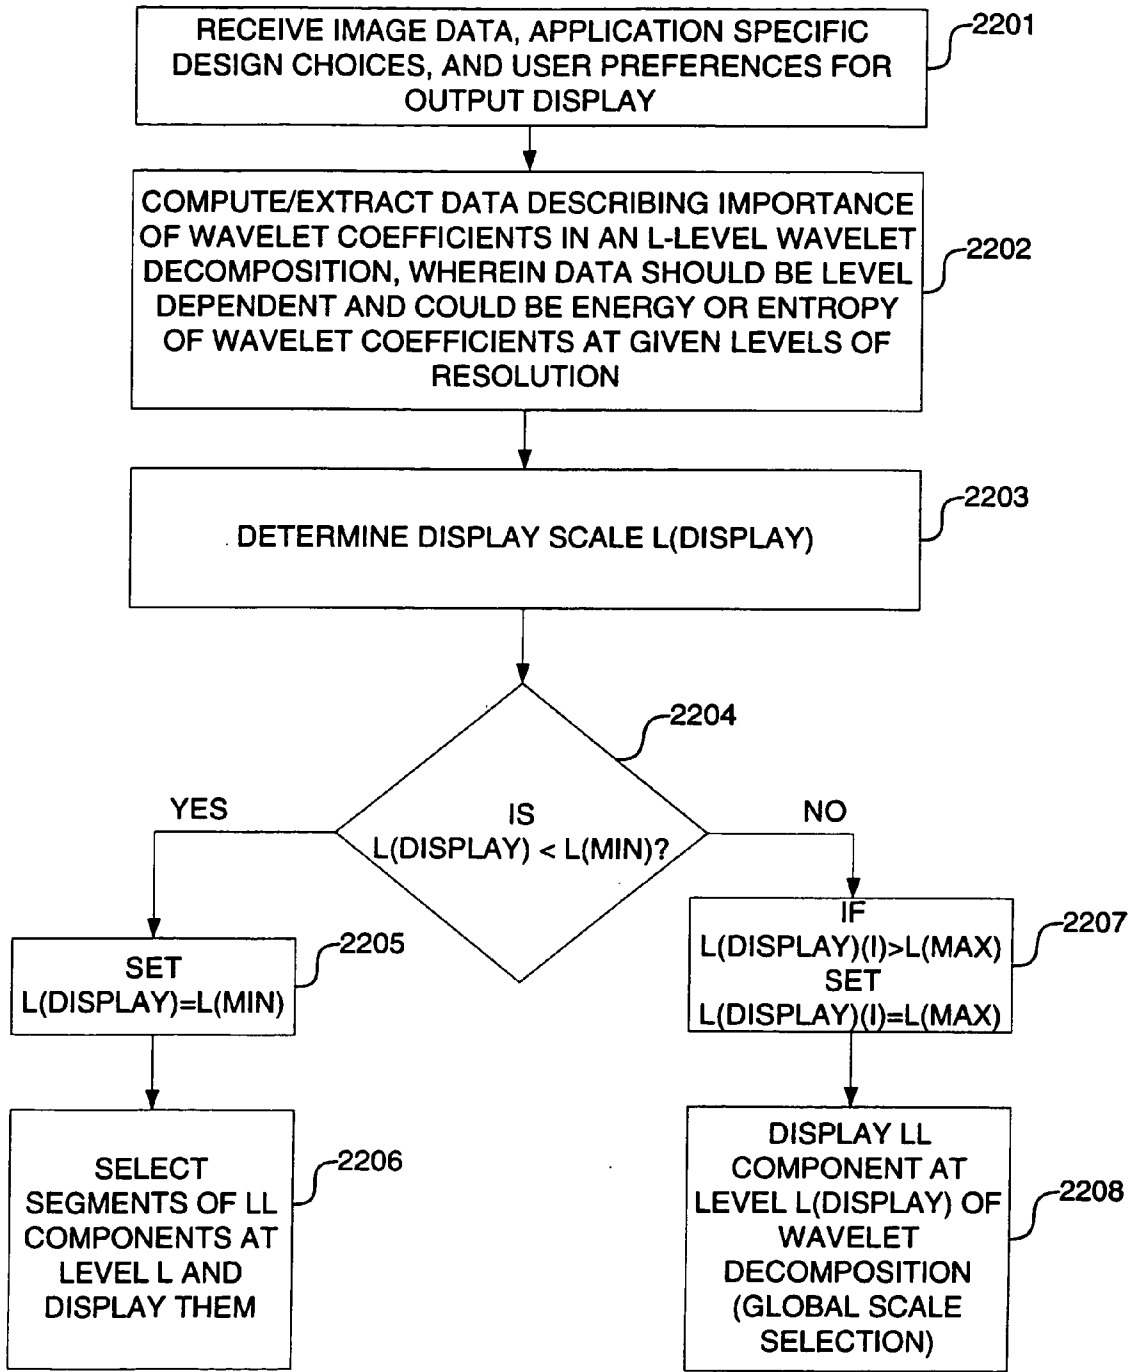 RECEIVE IMAGE DATA, APPLICATION SPECIFIC
DESIGN CHOICES, AND USER PREFERENCES FOR
OUTPUT DISPLAY
2201
COMPUTE/EXTRACT DATA DESCRIBING IMPORTANCE
OF WAVELET COEFFICIENTS IN AN L-LEVEL WAVELET
DECOMPOSITION, WHEREIN DATA SHOULD BE LEVEL
DEPENDENT AND COULD BE ENERGY OR ENTROPY
OF WAVELET COEFFICIENTS AT GIVEN LEVELS OF
RESOLUTION
2202
DETERMINE DISPLAY SCALE L(DISPLAY)
2203
IS
L(DISPLAY) < L(MIN)?
2204
YES
NO
SET
L(DISPLAY)=L(MIN)
2205
IF
L(DISPLAY)(I)>L(MAX)
SET
L(DISPLAY)(I)=L(MAX)
2207
SELECT
SEGMENTS OF LL
COMPONENTS AT
LEVEL L AND
DISPLAY THEM
2206
DISPLAY LL
COMPONENT AT
LEVEL L(DISPLAY) OF
WAVELET
DECOMPOSITION
(GLOBAL SCALE
SELECTION)
2208